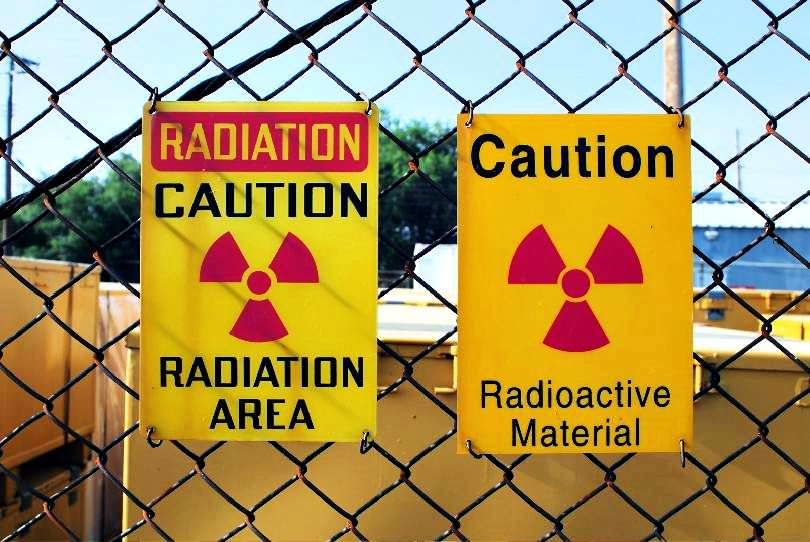 RADIATION
CAUTION
RADIATION
AREA
Caution
Radioactive
Material